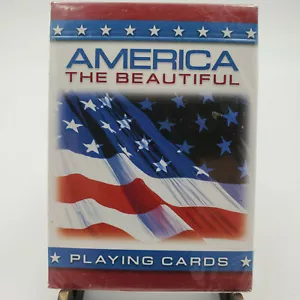 AMERICA
THE BEAUTIFUL
PLAYING CARDS